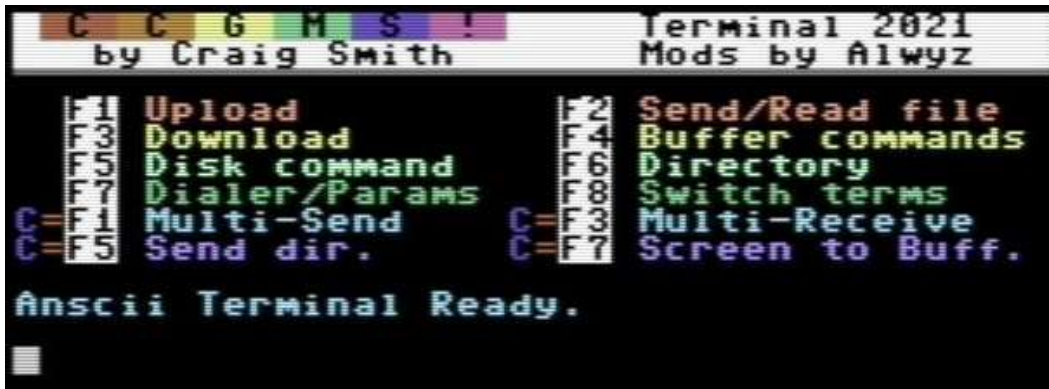 C C G M S ! Terminal 2021
by Craig Smith Mods by Alwyz
F1 Upload F2 Send/Read file
F3 Download F4 Buffer commands
F5 Disk command F6 Directory
F7 Dialer/Params F8 Switch terms
C=F1 Multi-Send C=F3 Multi-Receive
C=F5 Send dir. C=F7 Screen to Buff.
Anscii Terminal Ready.